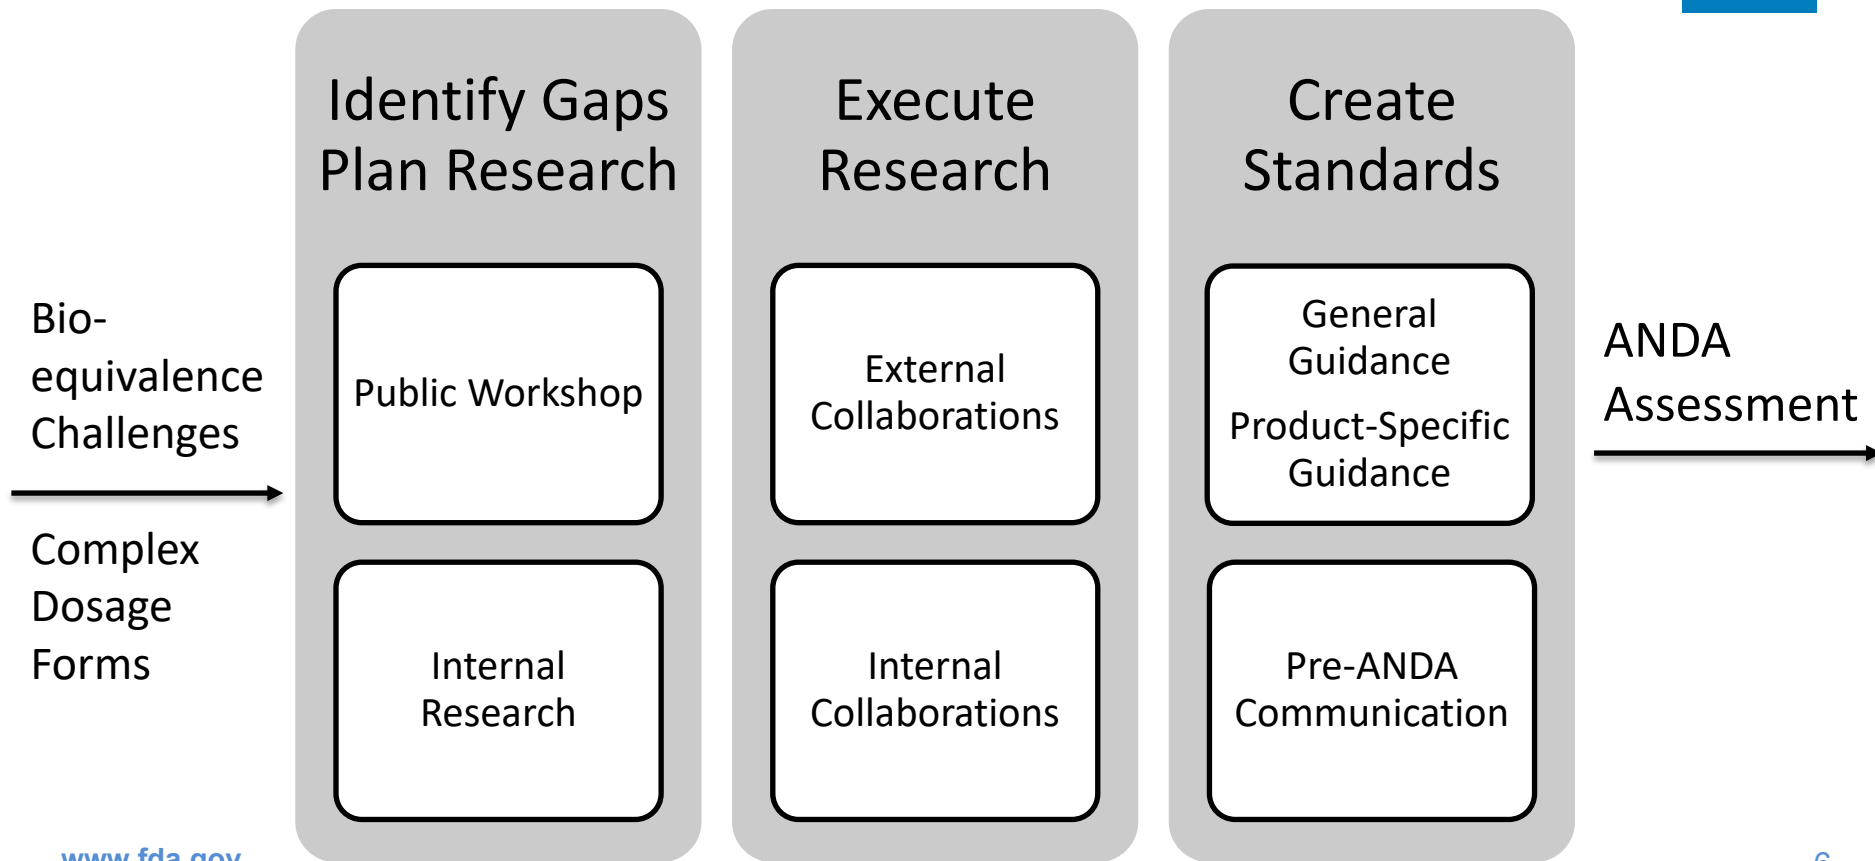 Bio-
equivalence
Challenges
Complex
Dosage
Forms
Identify Gaps
Plan Research
Public Workshop
Internal
Research
Execute
Research
External
Collaborations
Internal
Collaborations
Create
Standards
General
Guidance
Product-Specific
Guidance
Pre-ANDA
Communication
ANDA
Assessment
www.fda.gov
6